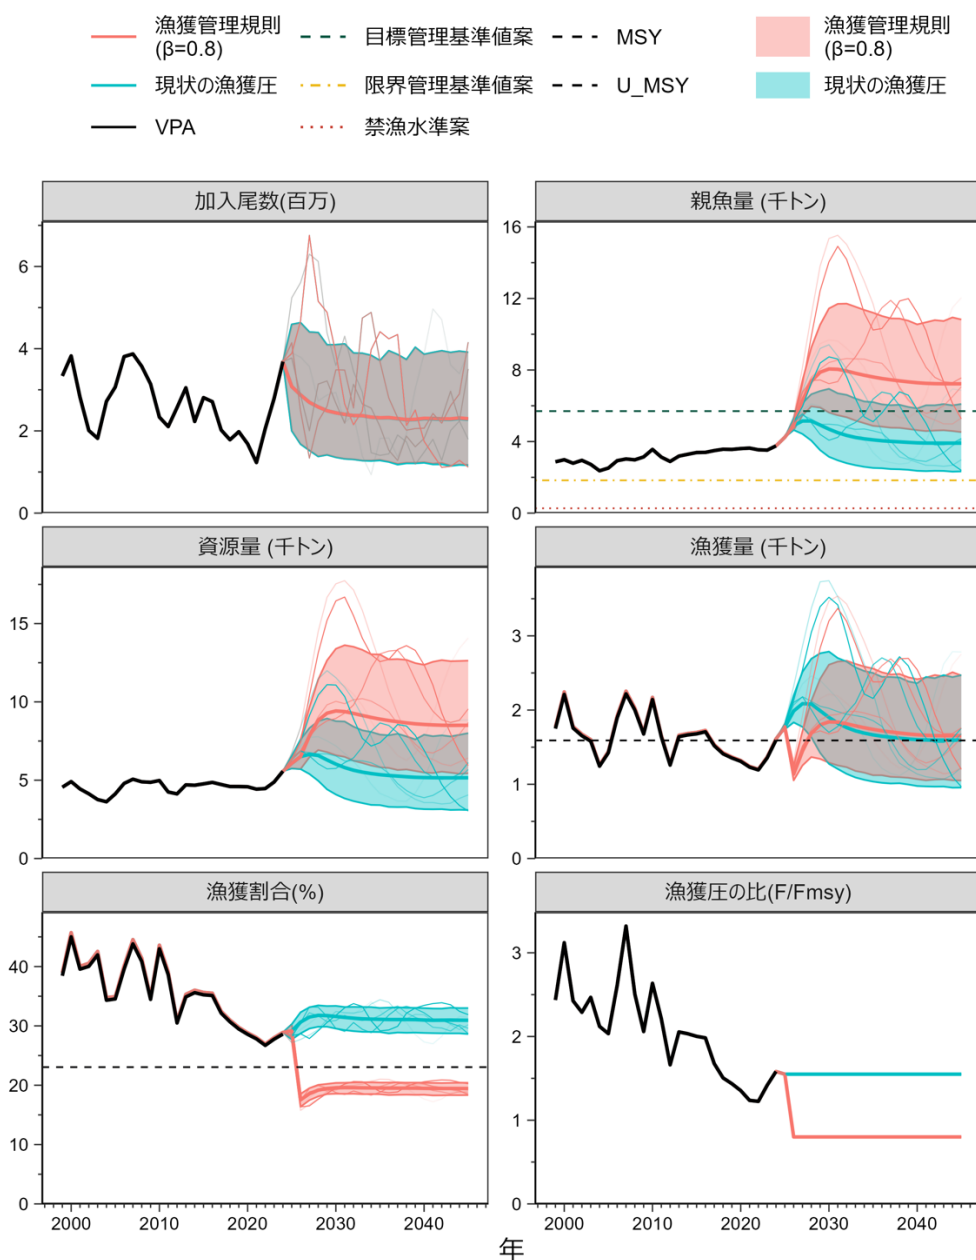 漁獲管理規則
(β=0.8)
目標管理基準値案
MSY
漁獲管理規則
(β=0.8)
現状の漁獲圧
限界管理基準値案
U_MSY
現状の漁獲圧
VPA
禁漁水準案
加入尾数(百万)
親魚量 (千トン)
6
4
2
0
16
12
8
4
0
資源量 (千トン)
漁獲量 (千トン)
15
10
5
0
3
2
1
0
漁獲割合(%)
漁獲圧の比(F/Fmsy)
40
30
20
10
0
3
2
1
0
2000
2010
2020
2030
2040
2000
2010
2020
2030
2040
年